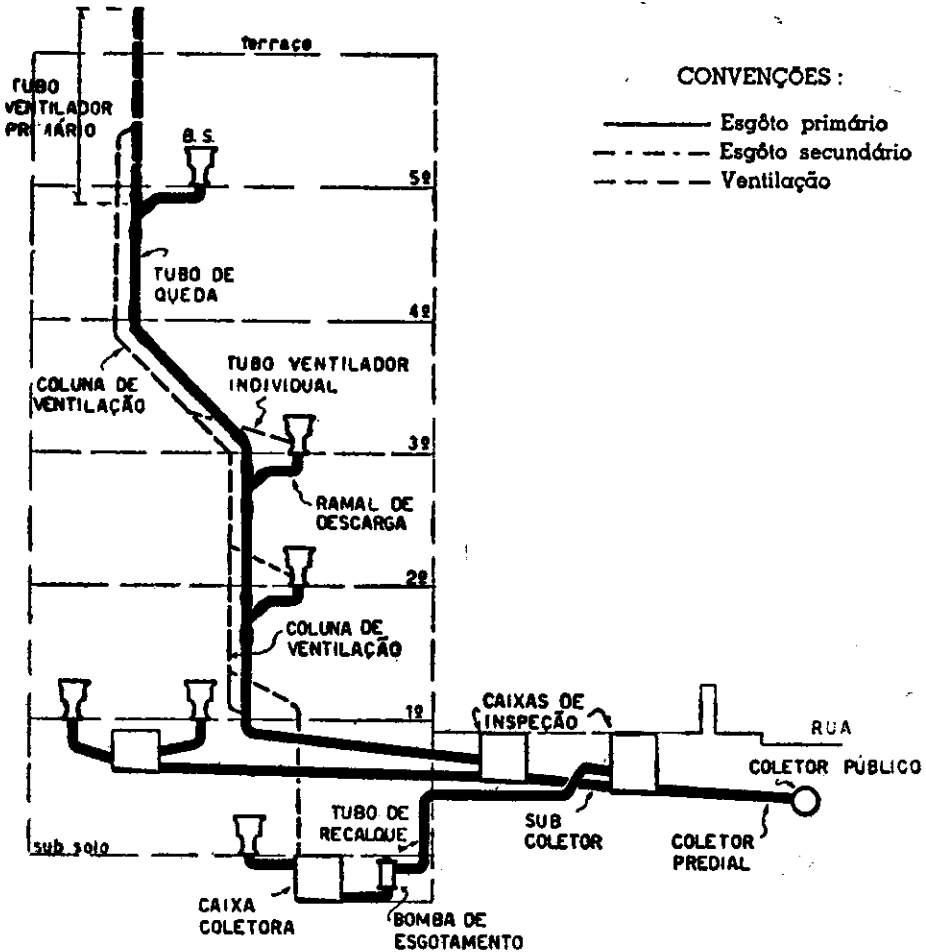 terraço
CONVENÇÕES :
Esgôto primário
Esgôto secundário
Ventilação
TUBO
VENTILADOR
PRIMÁRIO
B. S.
5º
TUBO DE
QUEDA
4º
TUBO VENTILADOR
INDIVIDUAL
COLUNA DE
VENTILAÇÃO
3º
RAMAL DE
DESCARGA
2º
COLUNA DE
VENTILAÇÃO
1º
CAIXAS DE
INSPEÇÃO
RUA
COLETOR PÚBLICO
TUBO DE
RECALQUE
SUB
COLETOR
COLETOR
PREDIAL
sub solo
CAIXA
COLETORA
BOMBA DE
ESGOTAMENTO